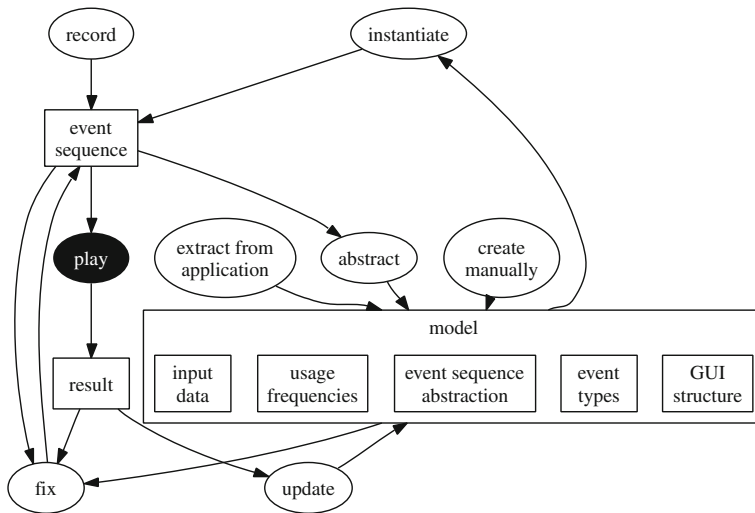 record
instantiate
event
sequence
play
extract from
application
abstract
create
manually
model
result
input
data
usage
frequencies
event sequence
abstraction
event
types
GUI
structure
fix
update